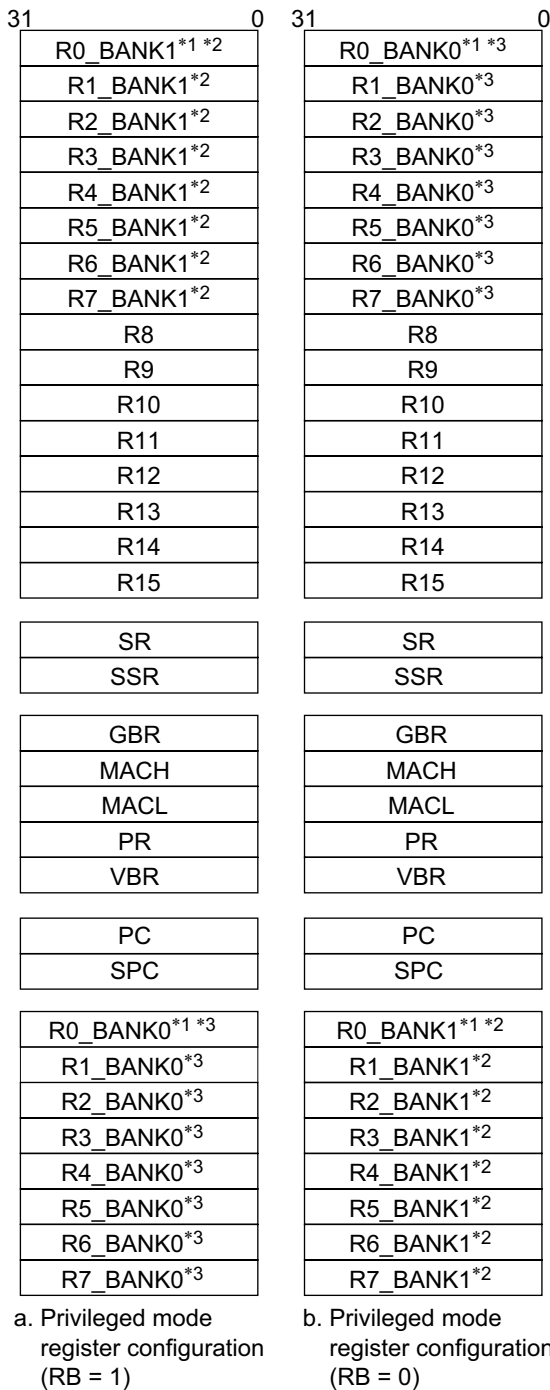 31 0
R0_BANK1*1 *2
R1_BANK1*2
R2_BANK1*2
R3_BANK1*2
R4_BANK1*2
R5_BANK1*2
R6_BANK1*2
R7_BANK1*2
R8
R9
R10
R11
R12
R13
R14
R15
SR
SSR
GBR
MACH
MACL
PR
VBR
PC
SPC
R0_BANK0*1 *3
R1_BANK0*3
R2_BANK0*3
R3_BANK0*3
R4_BANK0*3
R5_BANK0*3
R6_BANK0*3
R7_BANK0*3
a. Privileged mode
register configuration
(RB = 1)
31 0
R0_BANK0*1 *3
R1_BANK0*3
R2_BANK0*3
R3_BANK0*3
R4_BANK0*3
R5_BANK0*3
R6_BANK0*3
R7_BANK0*3
R8
R9
R10
R11
R12
R13
R14
R15
SR
SSR
GBR
MACH
MACL
PR
VBR
PC
SPC
R0_BANK1*1 *2
R1_BANK1*2
R2_BANK1*2
R3_BANK1*2
R4_BANK1*2
R5_BANK1*2
R6_BANK1*2
R7_BANK1*2
b. Privileged mode
register configuration
(RB = 0)